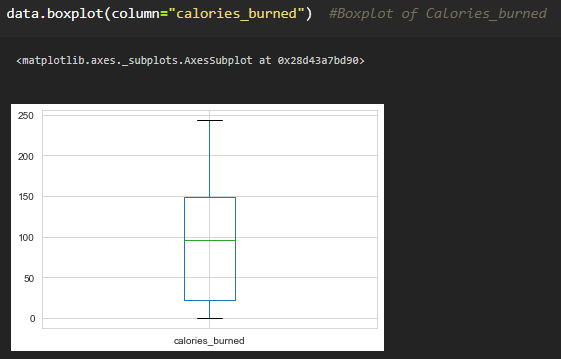 data.boxplot(column="calories_burned")  #Boxplot of Calories_burned
<matplotlib.axes._subplots.AxesSubplot at 0x28d43a7bd90>
250
200
150
100
50
0
calories_burned